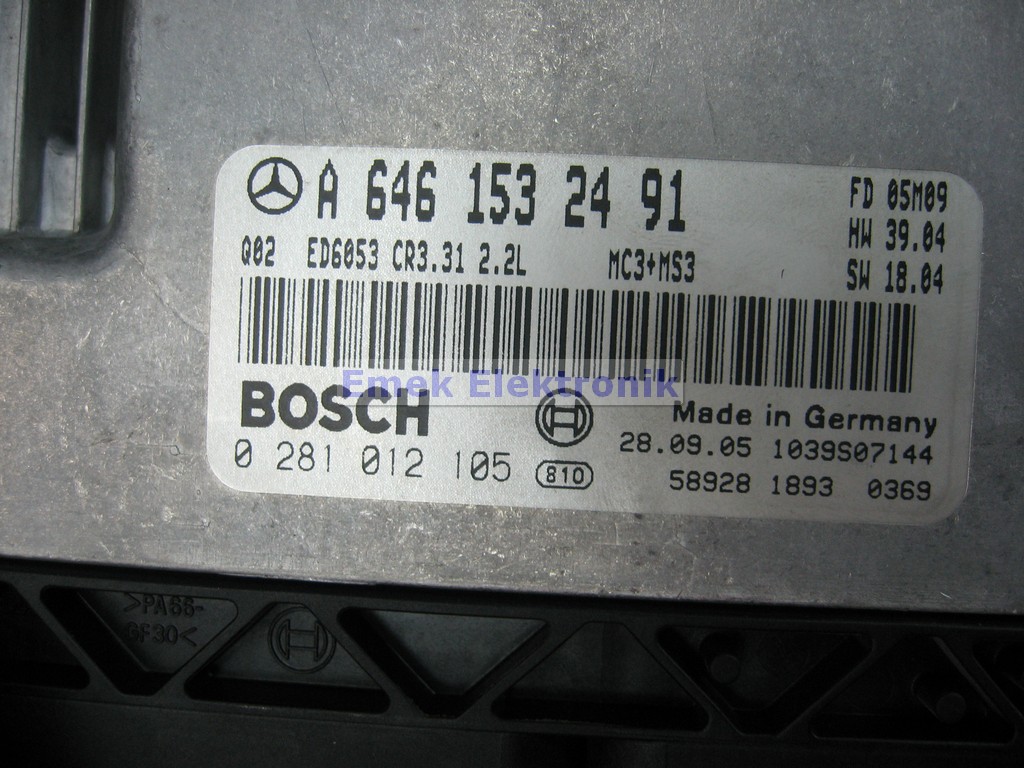 A 646 153 24 91
FD 05M09
HW 39.04
SW 18.04
Q02 ED6053 CR3.31 2.2L MC3+MS3
Emek Elektronik
BOSCH
Made in Germany
0 281 012 105 810
28.09.05 1039S07144
58928 1893 0369
>PA66-
GF30<